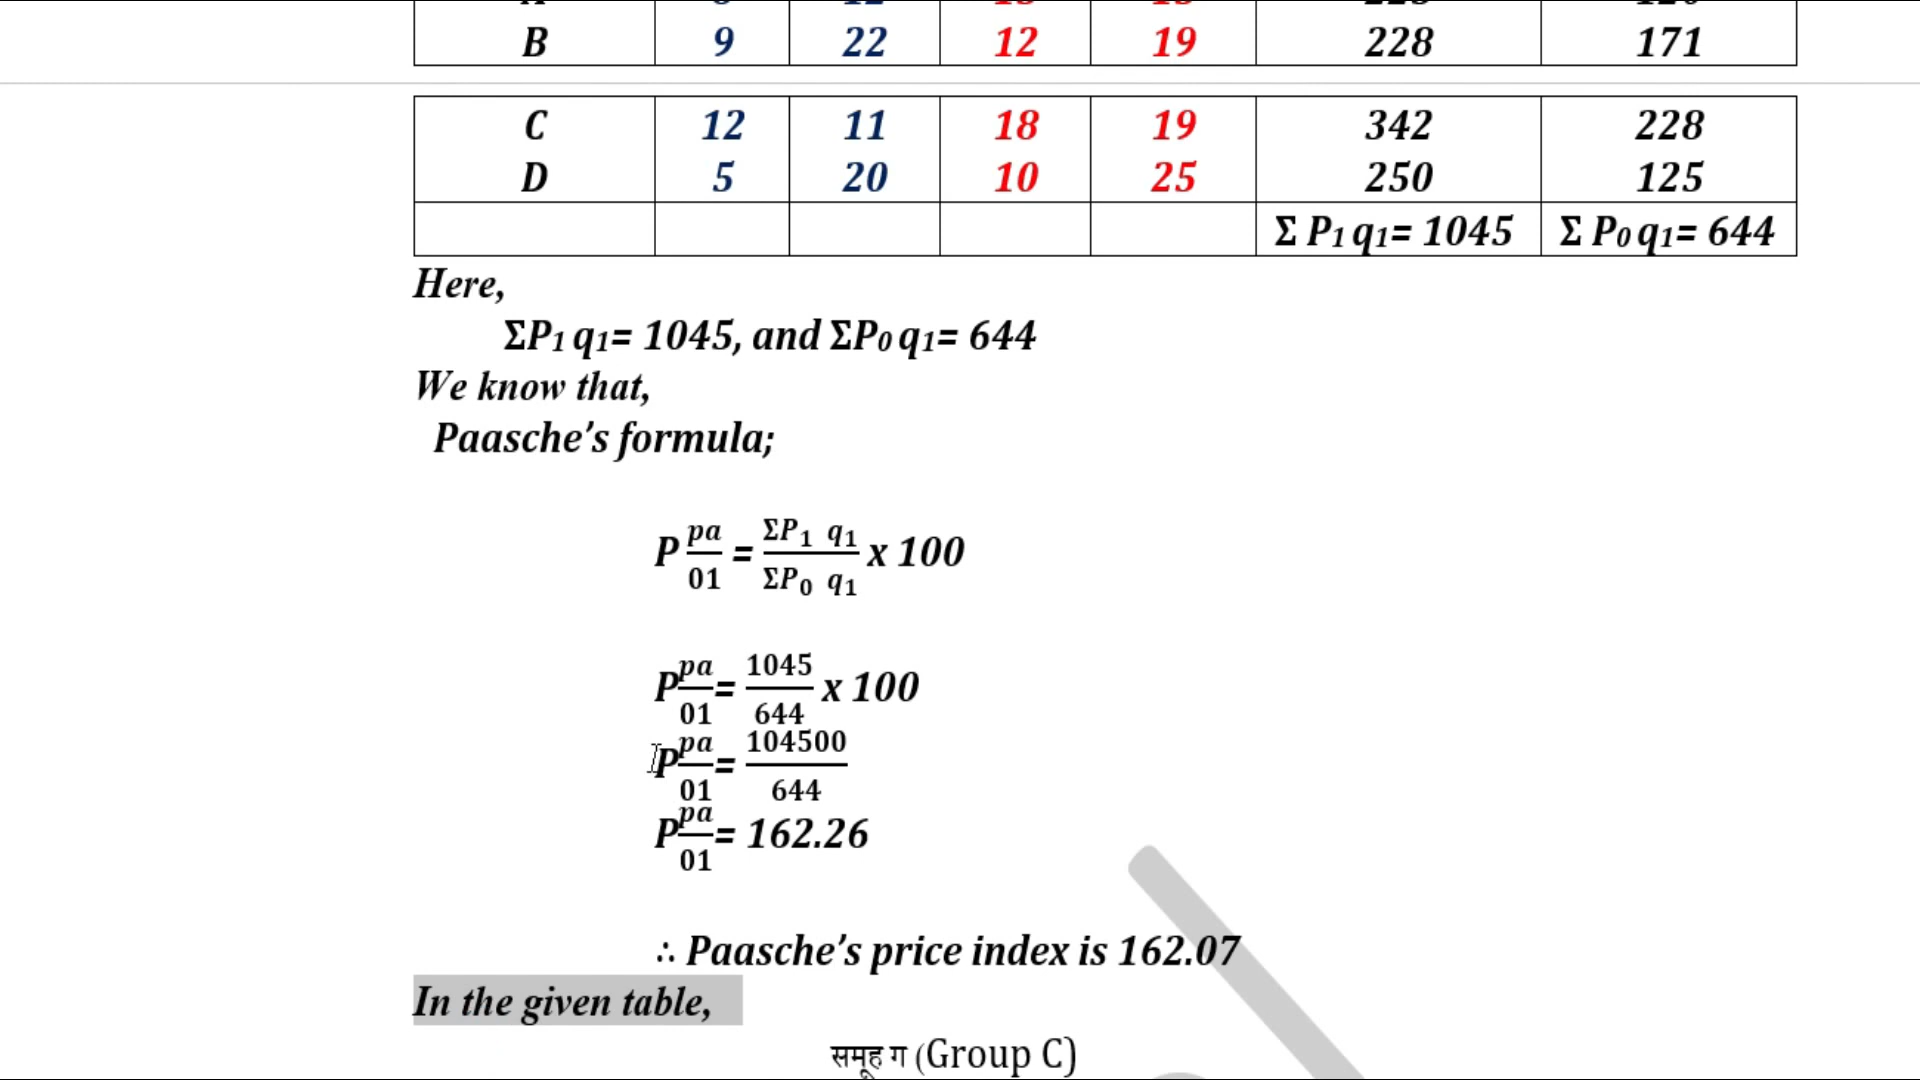 B 9 22 12 19 228 171
C 12 11 18 19 342 228
D 5 20 10 25 250 125
Σ P₁ q₁= 1045 Σ P₀ q₁= 644
Here,
ΣP₁ q₁= 1045, and ΣP₀ q₁= 644
We know that,
Paasche’s formula;
P pa/01 = ΣP₁ q₁/ΣP₀ q₁ x 100
P pa/01 = 1045/644 x 100
P pa/01 = 104500/644
P pa/01 = 162.26
∴ Paasche’s price index is 162.07
In the given table,
समूह ग (Group C)